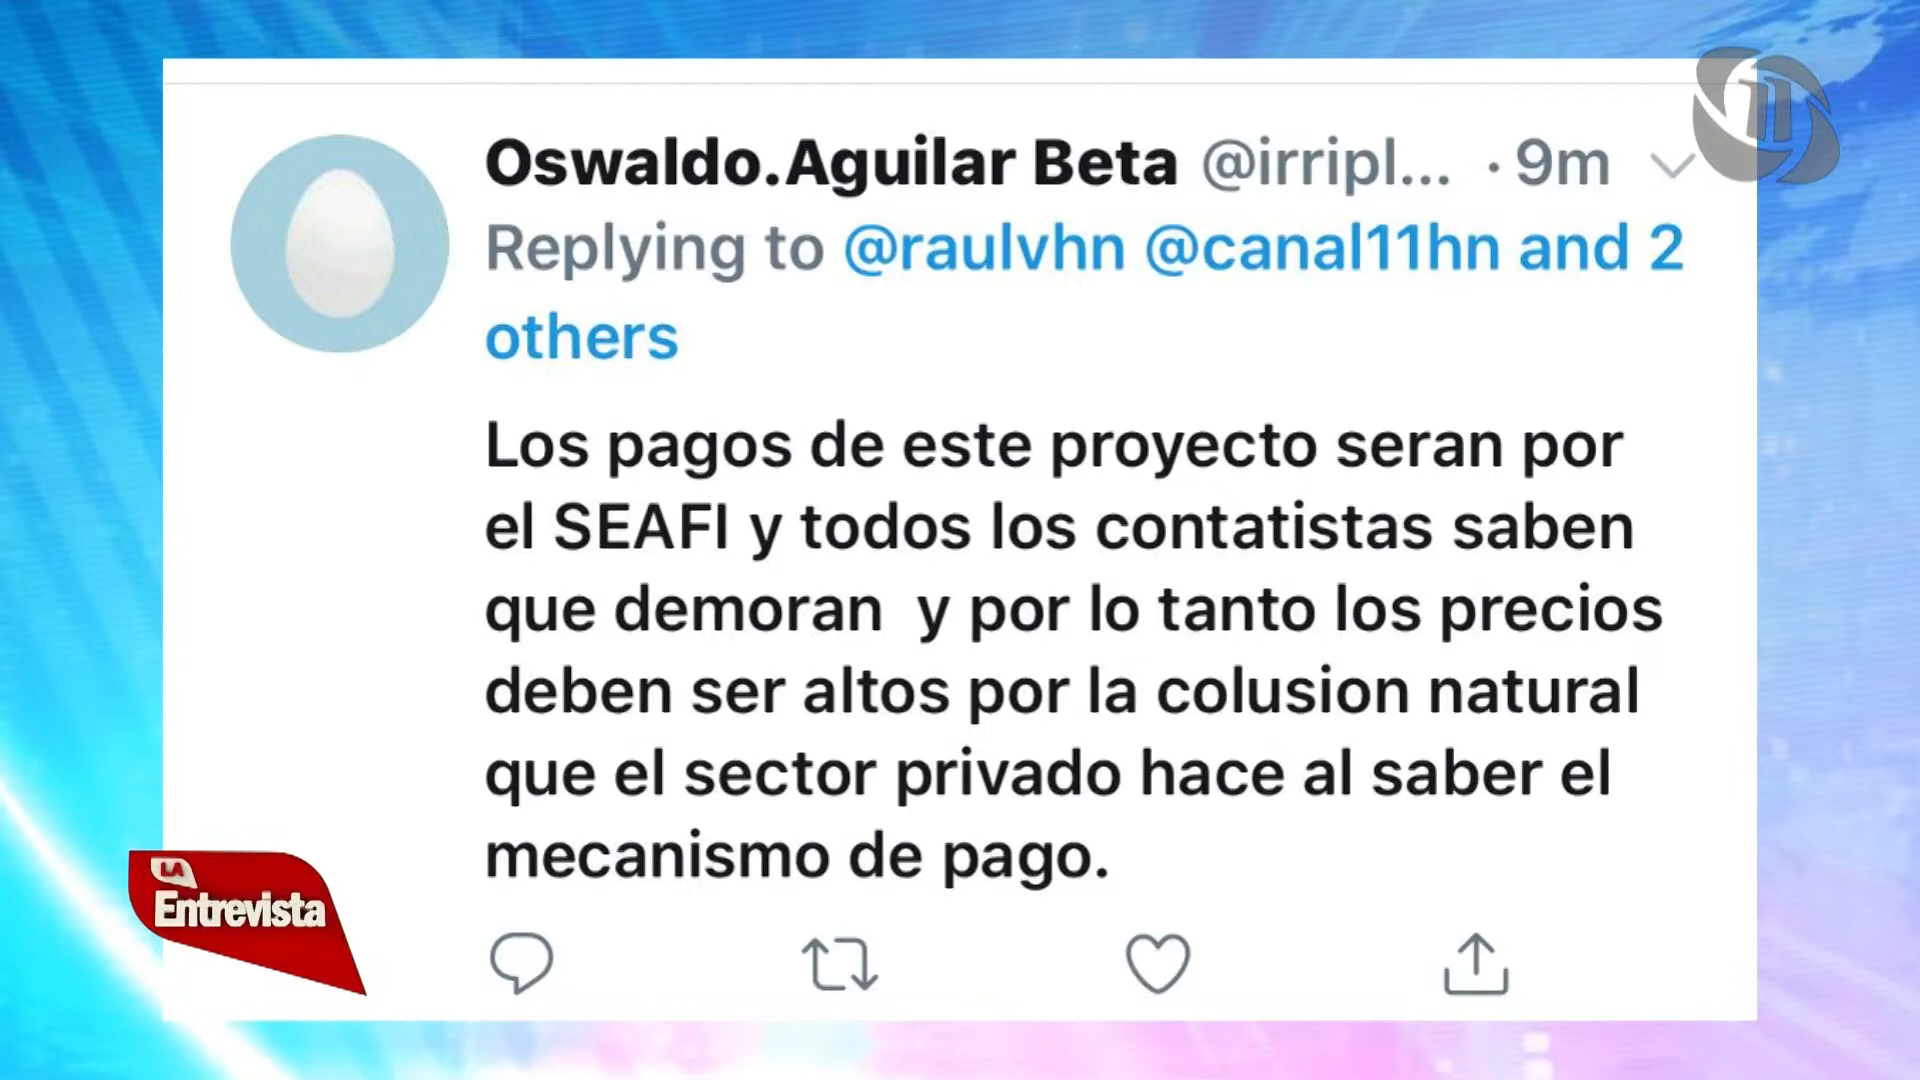 Oswaldo.Aguilar Beta @irripl... · 9m
Replying to @raulvhn @canal11hn and 2
others
Los pagos de este proyecto seran por
el SEAFI y todos los contatistas saben
que demoran  y por lo tanto los precios
deben ser altos por la colusion natural
que el sector privado hace al saber el
mecanismo de pago.
LA
Entrevista
11